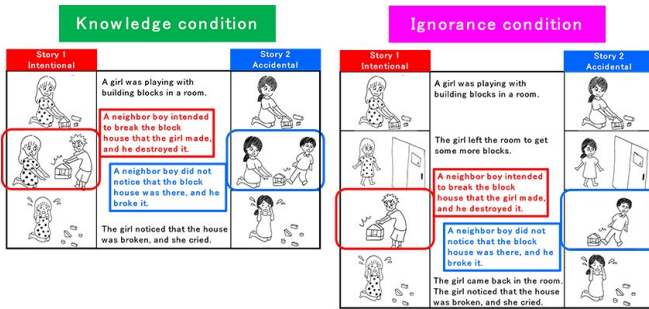 Knowledge condition
Story 1
Intentional
Story 2
Accidental
A girl was playing with
building blocks in a room.
A neighbor boy intended
to break the block
house that the girl made,
and he destroyed it.
A neighbor boy did not
notice that the block
house was there, and he
broke it.
The girl noticed that the house
was broken, and she cried.
Ignorance condition
Story 1
Intentional
Story 2
Accidental
A girl was playing with
building blocks in a room.
The girl left the room to get
some more blocks.
A neighbor boy intended
to break the block
house that the girl made,
and he destroyed it.
A neighbor boy did not
notice that the block
house was there, and he
broke it.
The girl came back in the room.
The girl noticed that the house
was broken, and she cried.